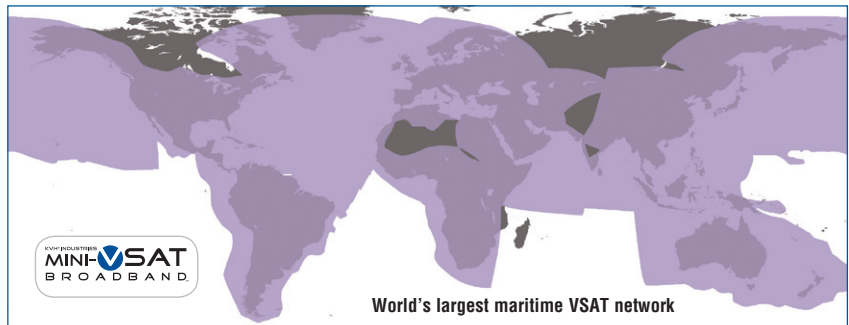 KVH® INDUSTRIES
MINI-VSAT
BROADBAND
World's largest maritime VSAT network